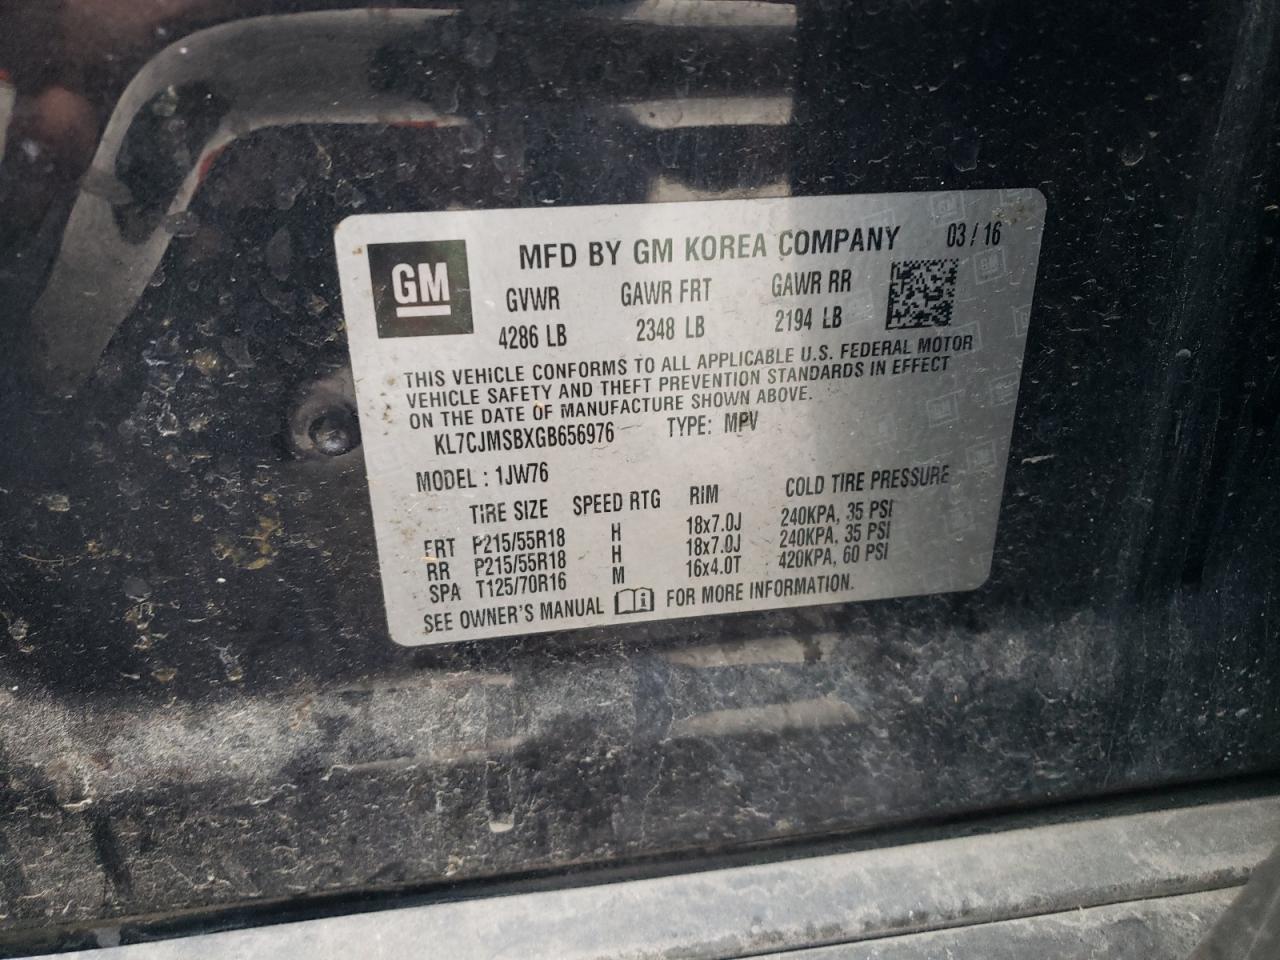 GM
MFD BY GM KOREA COMPANY 03 / 16
GVWR GAWR FRT GAWR RR
4286 LB 2348 LB 2194 LB
THIS VEHICLE CONFORMS TO ALL APPLICABLE U.S. FEDERAL MOTOR
VEHICLE SAFETY AND THEFT PREVENTION STANDARDS IN EFFECT
ON THE DATE OF MANUFACTURE SHOWN ABOVE.
KL7CJMSBXGB656976 TYPE: MPV
MODEL : 1JW76
TIRE SIZE SPEED RTG RIM COLD TIRE PRESSURE
FRT P215/55R18 H 18x7.0J 240KPA, 35 PSI
RR P215/55R18 H 18x7.0J 240KPA, 35 PSI
SPA T125/70R16 M 16x4.0T 420KPA, 60 PSI
SEE OWNER'S MANUAL i FOR MORE INFORMATION.